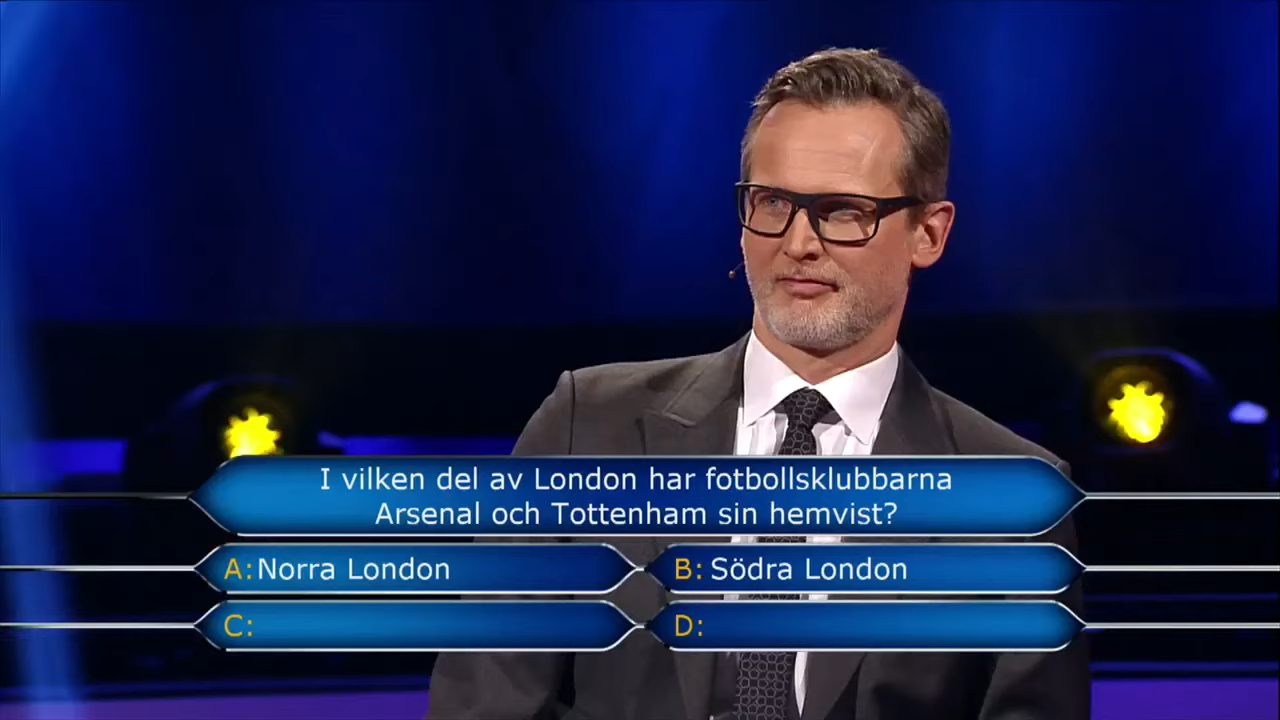 I vilken del av London har fotbollsklubbarna
Arsenal och Tottenham sin hemvist?
A: Norra London
B: Södra London
C:
D: